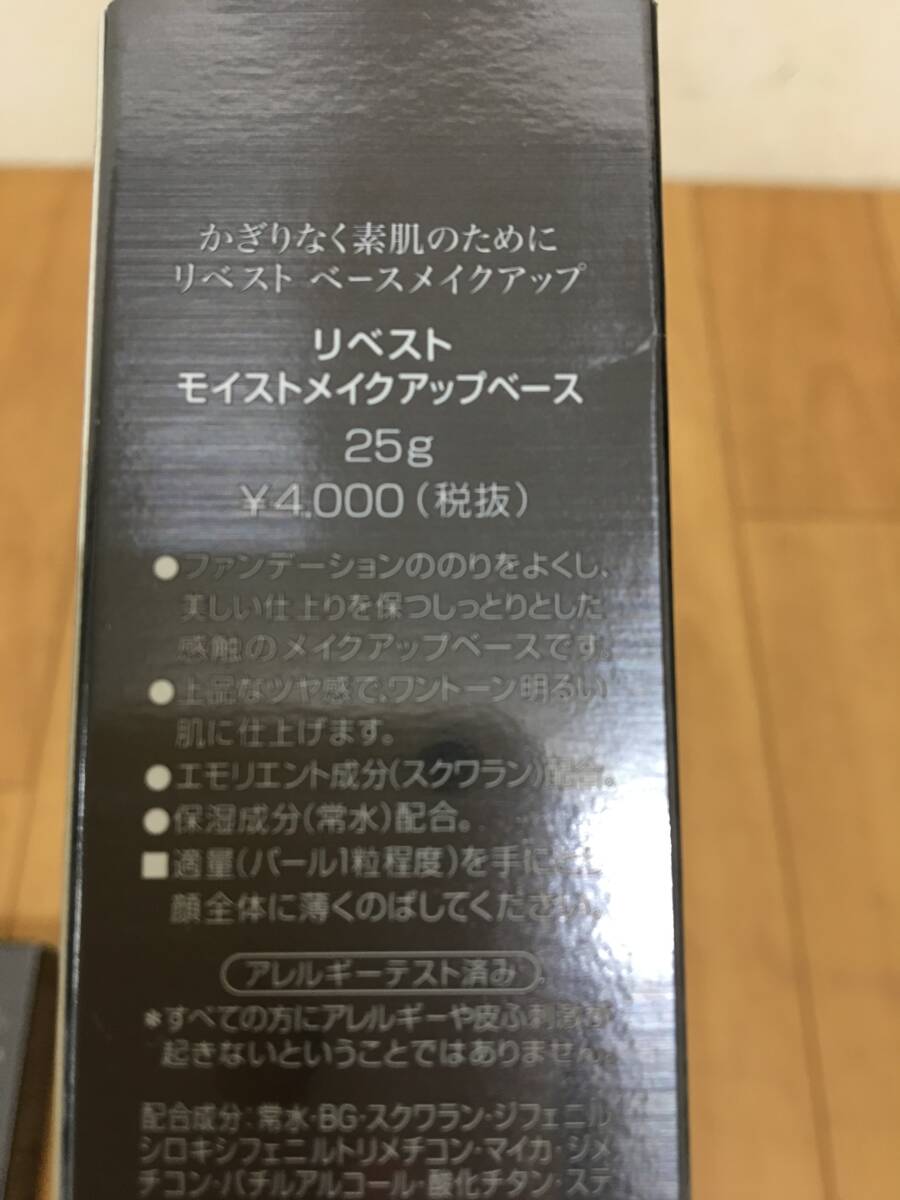 かぎりなく素肌のために
リベスト ベースメイクアップ
リベスト
モイストメイクアップベース
25g
¥4,000(税抜)
●ファンデーションののりをよくし、
美しい仕上りを保つしっとりとした
感触のメイクアップベースです。
●上品なツヤ感で、ワントーン明るい
肌に仕上げます。
●エモリエント成分(スクワラン)配合。
●保湿成分(常水)配合。
■適量(パール1粒程度)を手に
顔全体に薄くのばしてください。
アレルギーテスト済み
*すべての方にアレルギーや皮ふ刺激が
起きないということではありません。
配合成分:常水・BG・スクワラン・ジフェニル
シロキシフェニルトリメチコン・マイカ・ジメ
チコン・バチルアルコール・酸化チタン・ステ